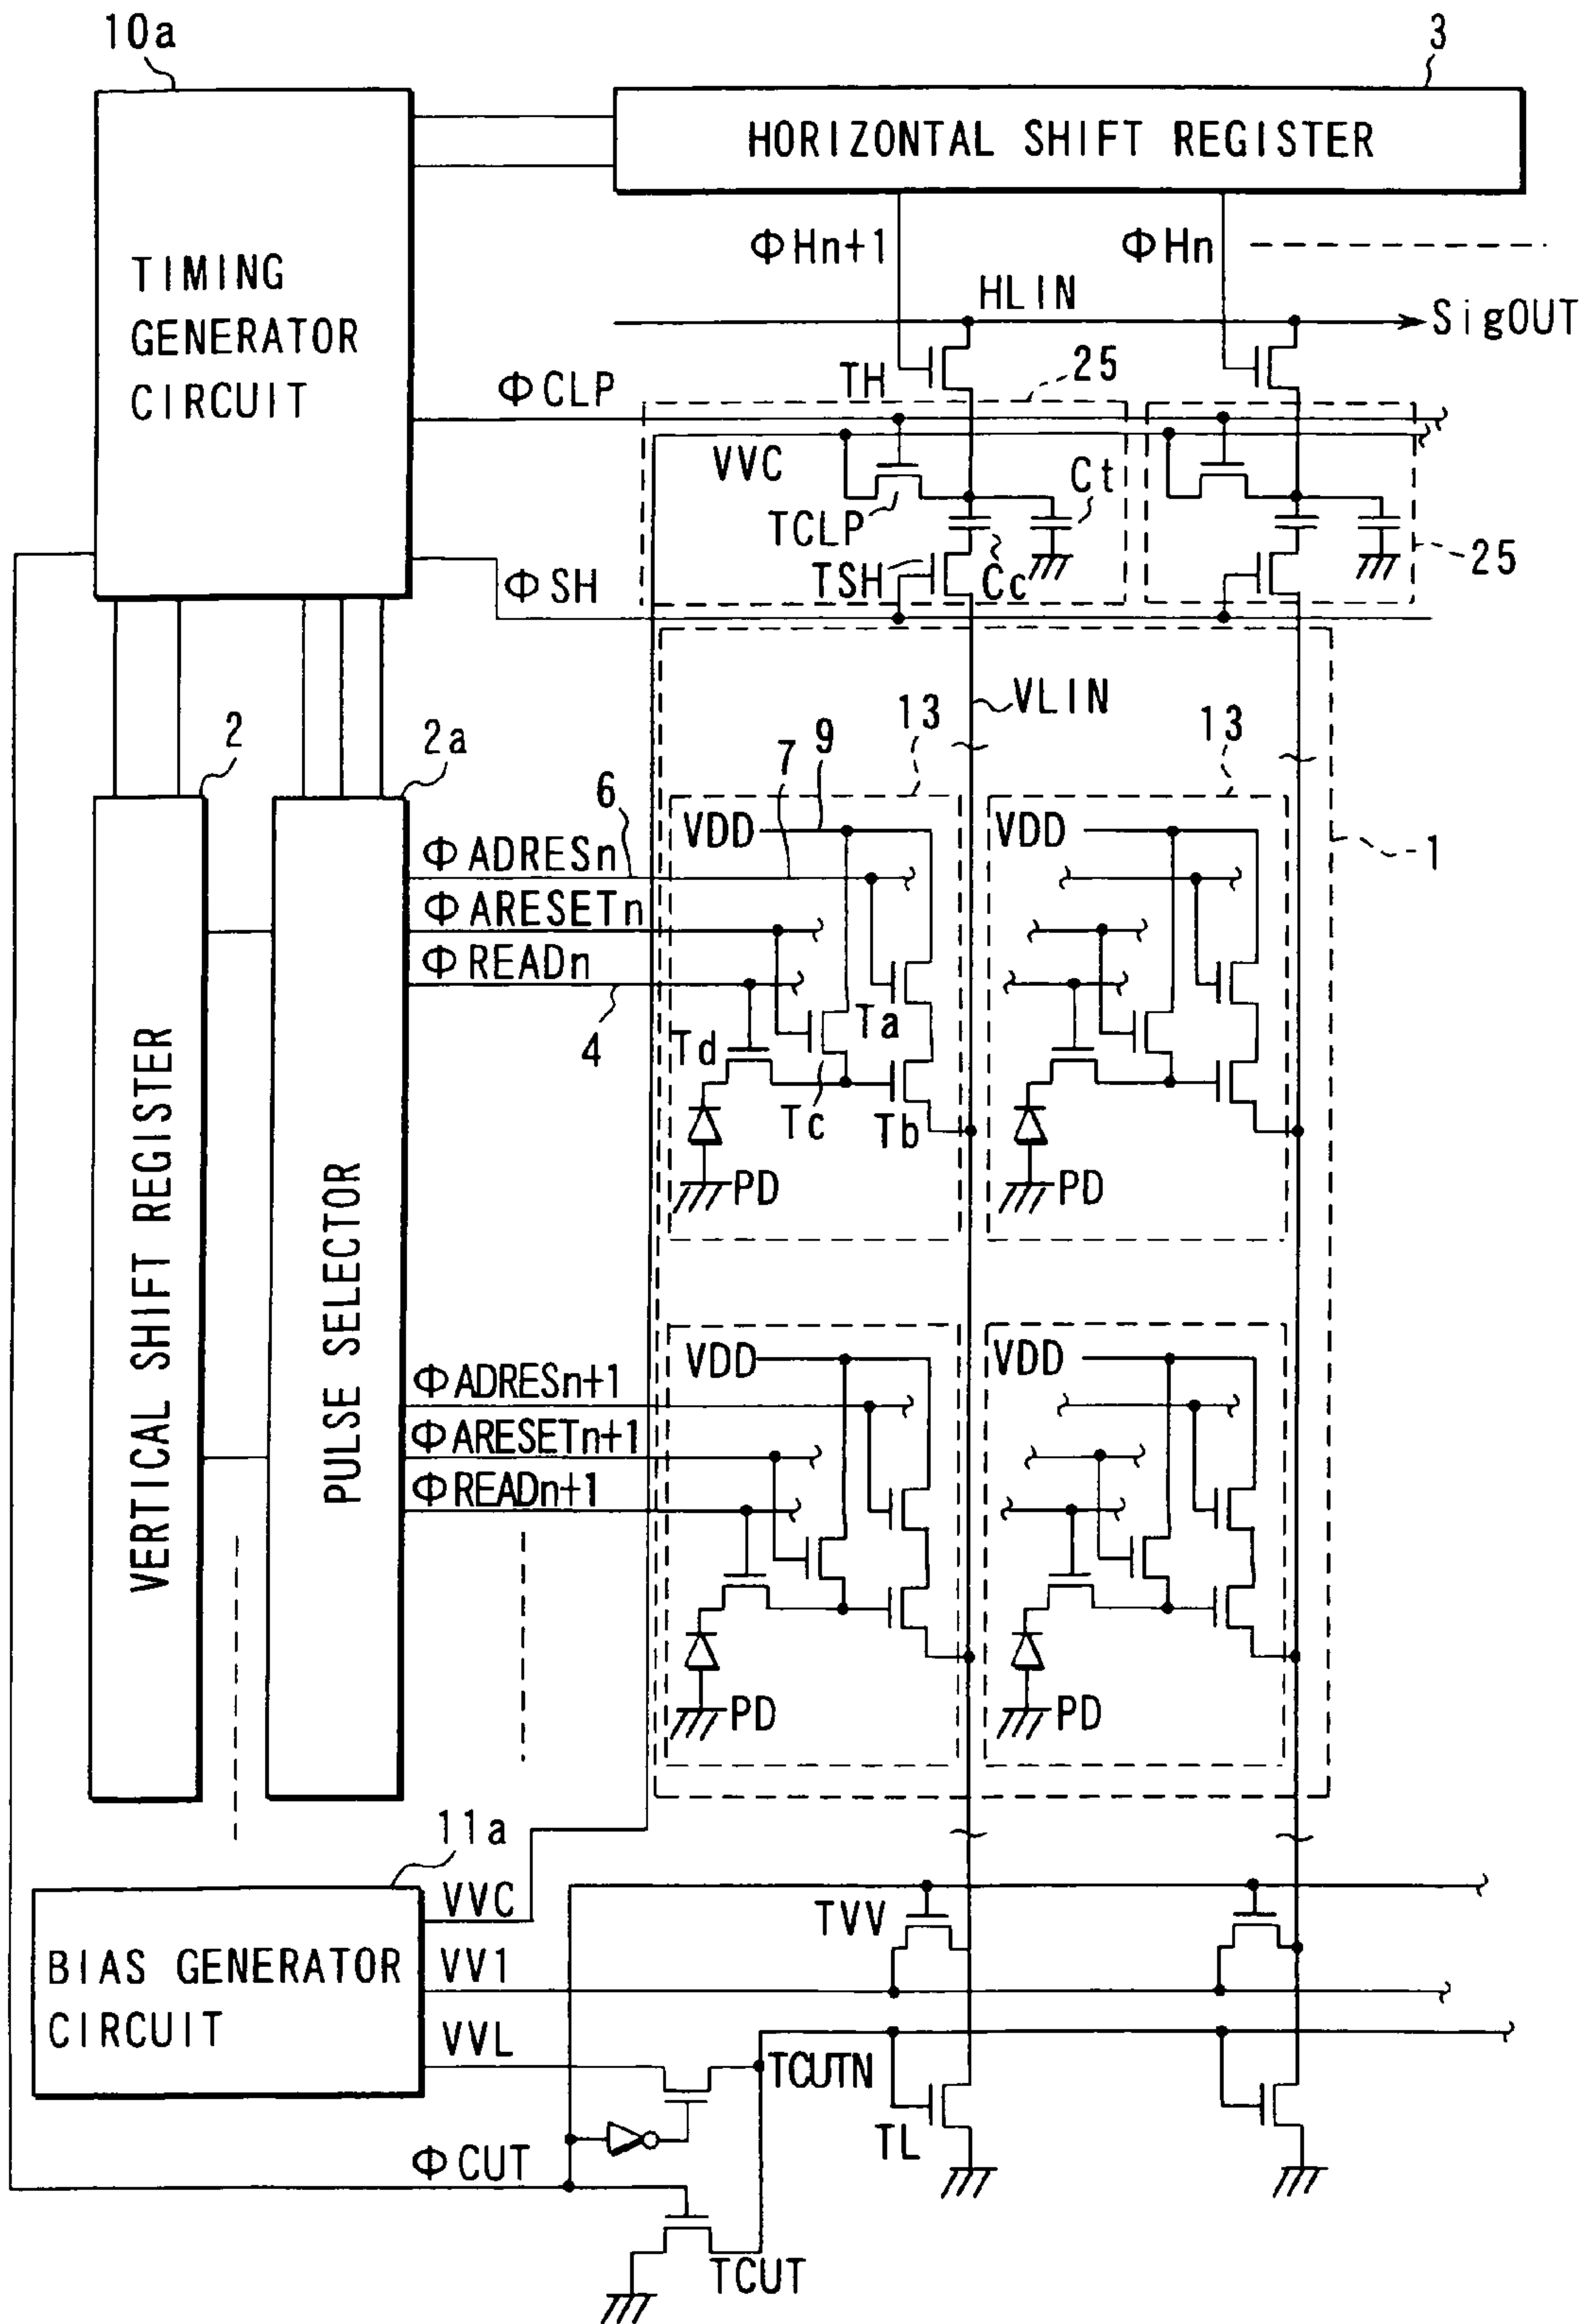 10a
3
HORIZONTAL SHIFT REGISTER
TIMING
GENERATOR
CIRCUIT
ΦHn+1
ΦHn
HLIN
SigOUT
TH
25
ΦCLP
VVC
Ct
TCLP
TSH
Cc
25
ΦSH
VLIN
2
2a
13
13
9
7
6
1
VDD
VDD
ΦADRESn
ΦARESETn
ΦREADn
4
Ta
Td
Tc
Tb
PD
PD
VERTICAL SHIFT REGISTER
PULSE SELECTOR
VDD
VDD
ΦADRESn+1
ΦARESETn+1
ΦREADn+1
PD
PD
11a
VVC
TVV
BIAS GENERATOR
CIRCUIT
VV1
VVL
TCUTN
TL
ΦCUT
TCUT